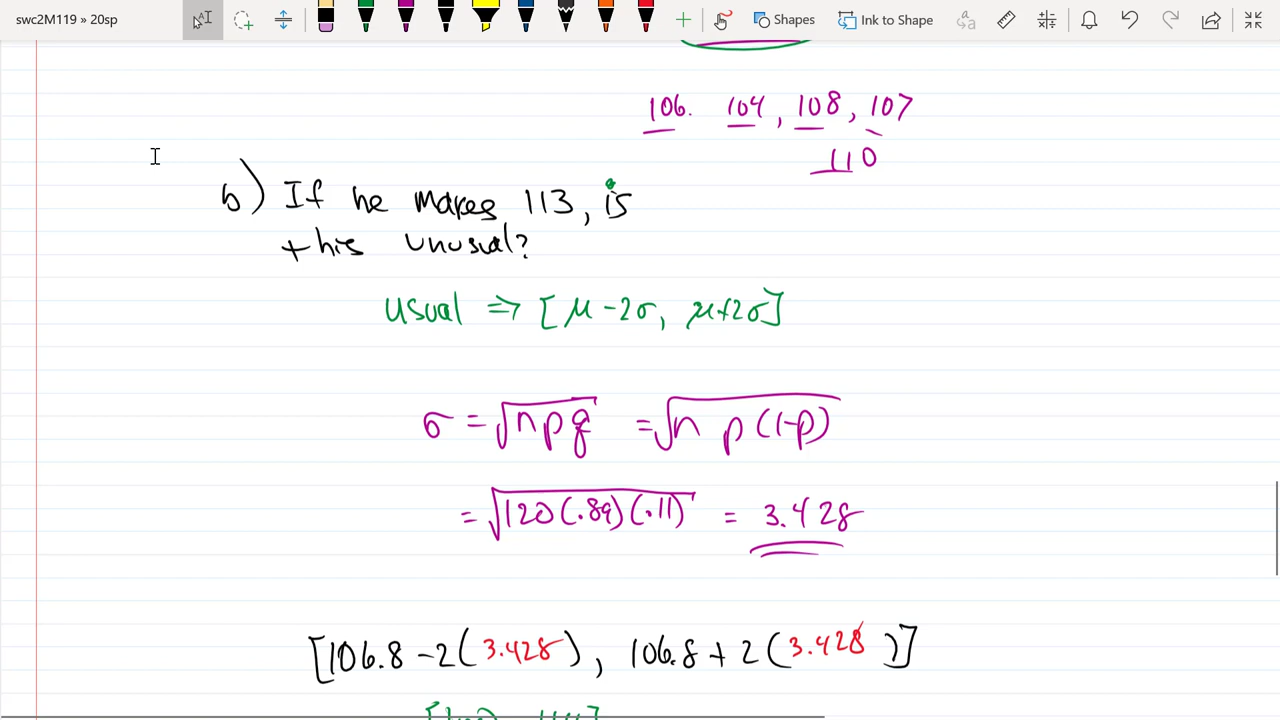 swc2M119 » 20sp
Shapes
Ink to Shape
106. 104, 108, 107
110
b) If he makes 113, is
this unusual?
usual ⇒ [μ-2σ, μ+2σ]
σ = √npq = √n p(1-p)
= √120(.89)(.11) = 3.428
[106.8 - 2(3.428), 106.8 + 2(3.428)]